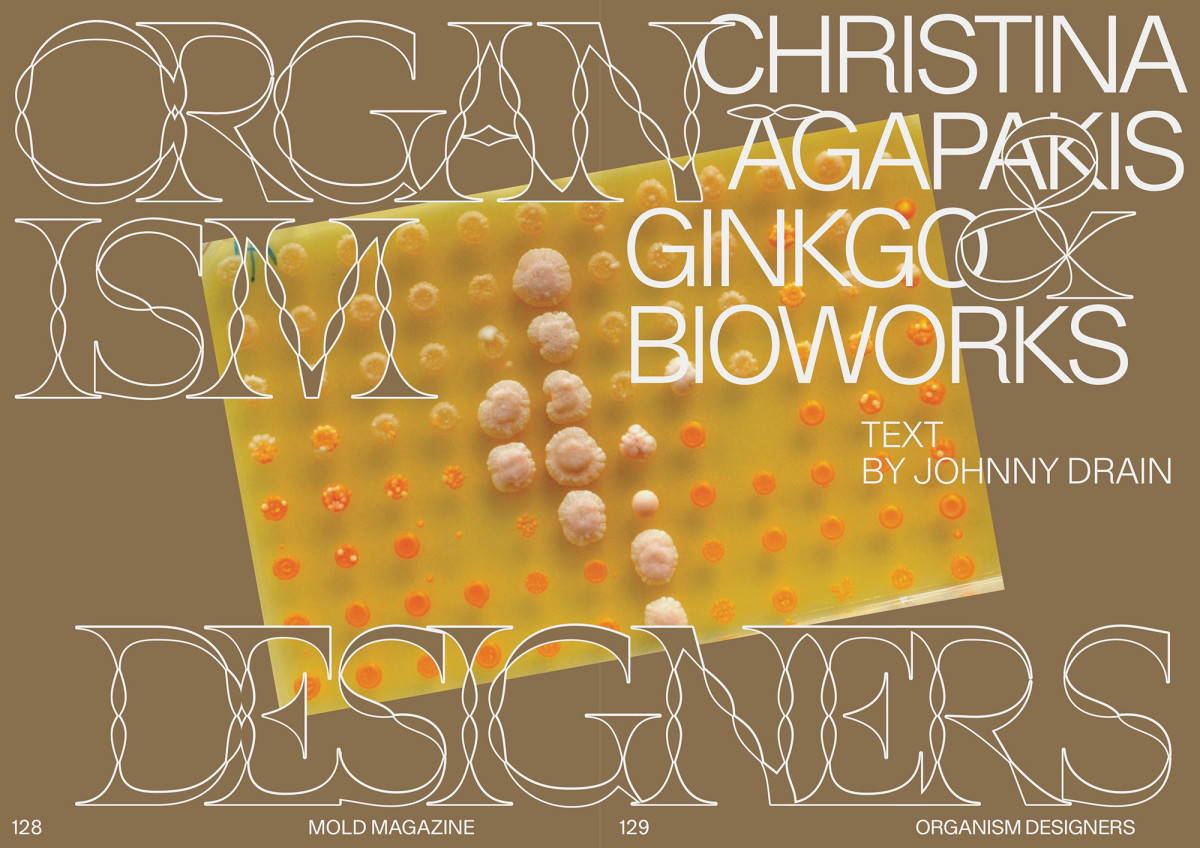 ORGAN
ISM
CHRISTINA
AGAPAKIS
&
GINKGO
BIOWORKS
TEXT
BY JOHNNY DRAIN
DESIGNERS
128
MOLD MAGAZINE
129
ORGANISM DESIGNERS